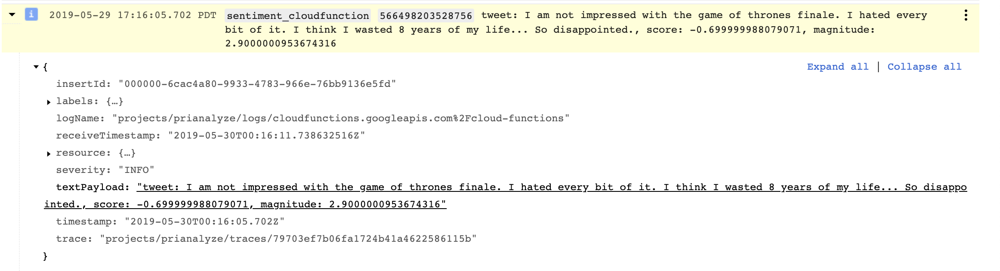 2019-05-29 17:16:05.702 PDT sentiment_cloudfunction 566498203528756 tweet: I am not impressed with the game of thrones finale. I hated every
bit of it. I think I wasted 8 years of my life... So disappointed., score: -0.699999988079071, magnitude:
2.9000000953674316
{
Expand all | Collapse all
insertId: "000000-6cac4a80-9933-4783-966e-76bb9136e5fd"
labels: {…}
logName: "projects/prianalyze/logs/cloudfunctions.googleapis.com%2Fcloud-functions"
receiveTimestamp: "2019-05-30T00:16:11.738632516Z"
resource: {…}
severity: "INFO"
textPayload: "tweet: I am not impressed with the game of thrones finale. I hated every bit of it. I think I wasted 8 years of my life... So disappo
inted., score: -0.699999988079071, magnitude: 2.9000000953674316"
timestamp: "2019-05-30T00:16:05.702Z"
trace: "projects/prianalyze/traces/79703ef7b06fa1724b41a4622586115b"
}